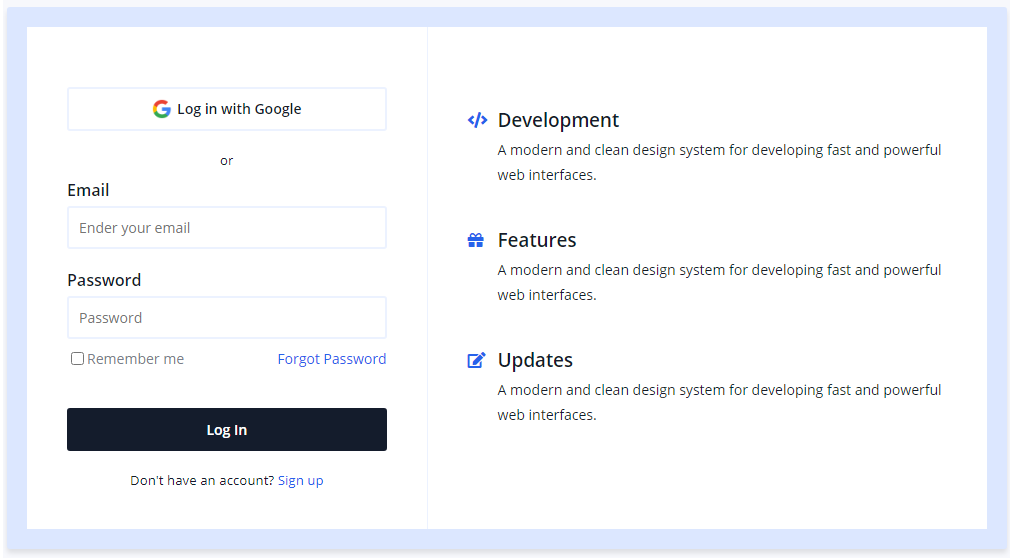 Log in with Google
or
Email
Ender your email
Password
Password
Remember me
Forgot Password
Log In
Don't have an account? Sign up
Development
A modern and clean design system for developing fast and powerful
web interfaces.
Features
A modern and clean design system for developing fast and powerful
web interfaces.
Updates
A modern and clean design system for developing fast and powerful
web interfaces.